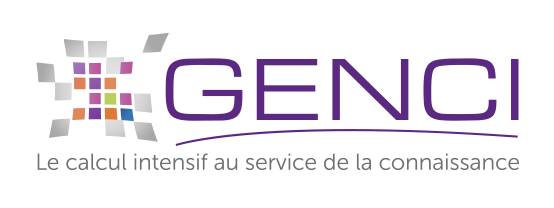 GENCI
Le calcul intensif au service de la connaissance